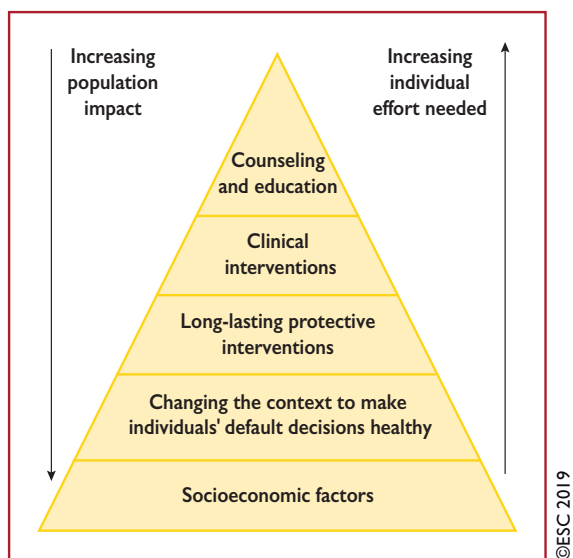 Increasing
population
impact
Increasing
individual
effort needed
Counseling
and education
Clinical
interventions
Long-lasting protective
interventions
Changing the context to make
individuals' default decisions healthy
Socioeconomic factors
©ESC 2019